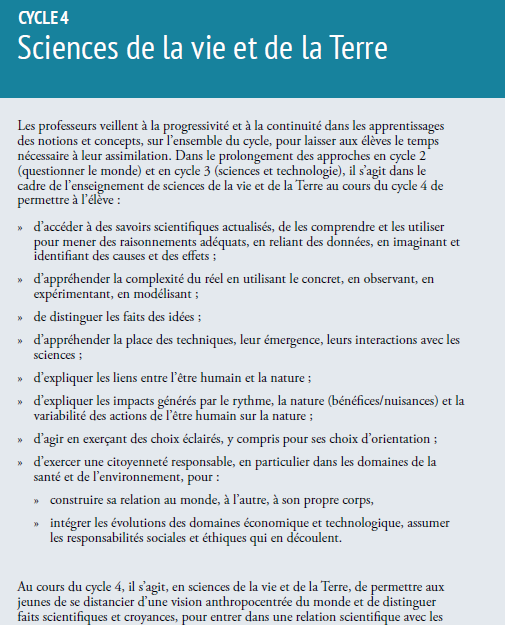 CYCLE 4
Sciences de la vie et de la Terre
Les professeurs veillent à la progressivité et à la continuité dans les apprentissages
des notions et concepts, sur l’ensemble du cycle, pour laisser aux élèves le temps
nécessaire à leur assimilation. Dans le prolongement des approches en cycle 2
(questionner le monde) et en cycle 3 (sciences et technologie), il s’agit dans le
cadre de l’enseignement de sciences de la vie et de la Terre au cours du cycle 4 de
permettre à l’élève :
» d’accéder à des savoirs scientifiques actualisés, de les comprendre et les utiliser
pour mener des raisonnements adéquats, en reliant des données, en imaginant et
identifiant des causes et des effets ;
» d’appréhender la complexité du réel en utilisant le concret, en observant, en
expérimentant, en modélisant ;
» de distinguer les faits des idées ;
» d’appréhender la place des techniques, leur émergence, leurs interactions avec les
sciences ;
» d’expliquer les liens entre l’être humain et la nature ;
» d’expliquer les impacts générés par le rythme, la nature (bénéfices/nuisances) et la
variabilité des actions de l’être humain sur la nature ;
» d’agir en exerçant des choix éclairés, y compris pour ses choix d’orientation ;
» d’exercer une citoyenneté responsable, en particulier dans les domaines de la
santé et de l’environnement, pour :
» construire sa relation au monde, à l’autre, à son propre corps,
» intégrer les évolutions des domaines économique et technologique, assumer
les responsabilités sociales et éthiques qui en découlent.
Au cours du cycle 4, il s’agit, en sciences de la vie et de la Terre, de permettre aux
jeunes de se distancier d’une vision anthropocentrée du monde et de distinguer
faits scientifiques et croyances, pour entrer dans une relation scientifique avec les